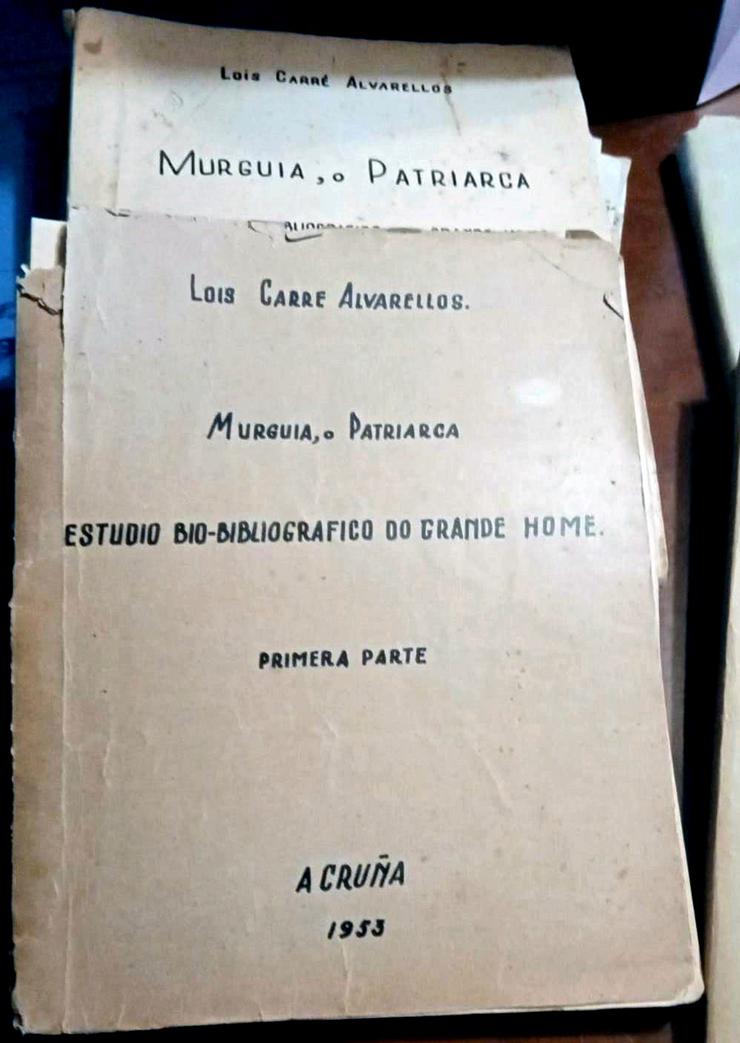 LOIS CARRÉ ALVARELLOS
MURGUIA, O PATRIARCA
LOIS CARRE ALVARELLOS.
MURGUIA, O PATRIARCA
ESTUDIO BIO-BIBLIOGRAFICO DO GRANDE HOME.
PRIMERA PARTE
A CRUÑA
1953